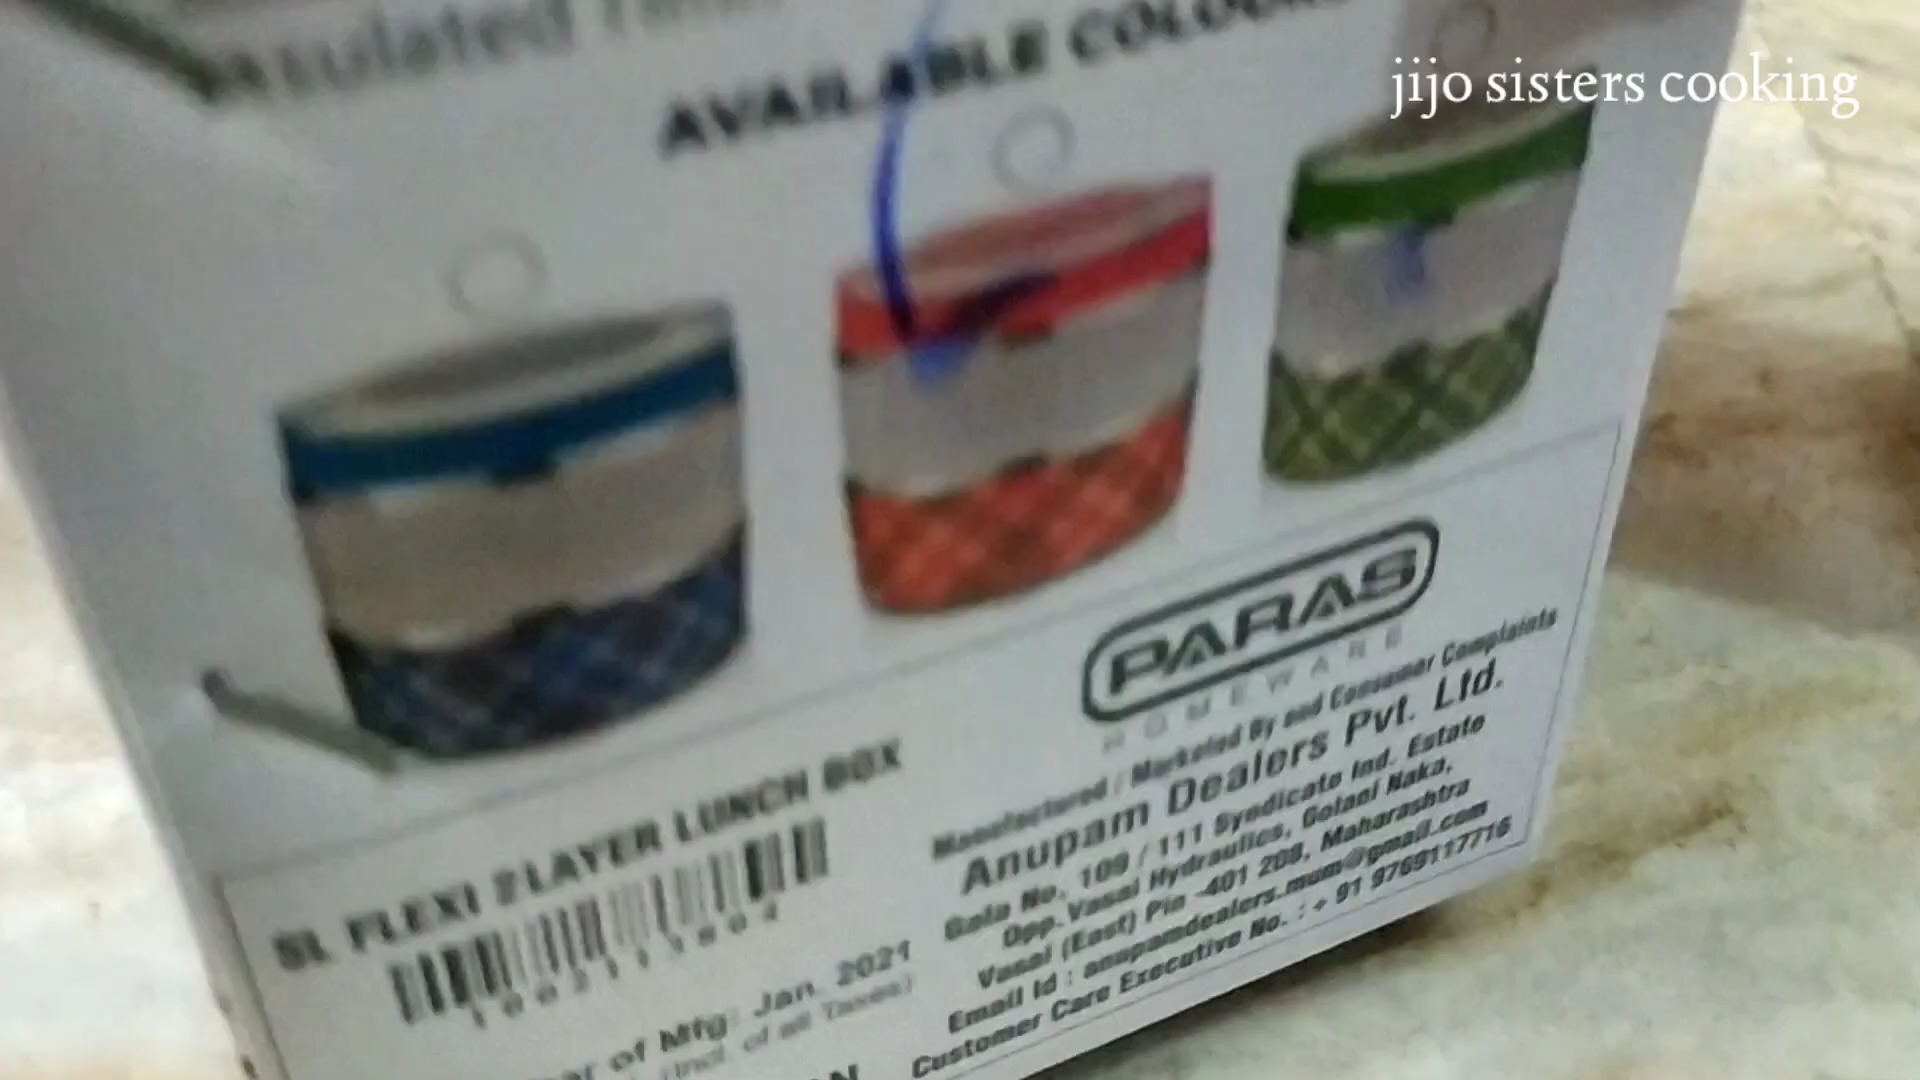 jijo sisters cooking
AVAILABLE COLOURS
PARAS
HOMEWARE
Manufactured / Marketed By and Consumer Complaints
Anupam Dealers Pvt. Ltd.
Gala No. 109 / 111 Syndicate Ind. Estate
Opp. Vasai Hydraulics, Golani Naka,
Vasai (East) Pin -401 208, Maharashtra
Email Id : anupamdealers.mum@gmail.com
Customer Care Executive No. : + 91 9769117716
SL FLEXI 2 LAYER LUNCH BOX
of Mfg: Jan. 2021
(Incl. of all Taxes)